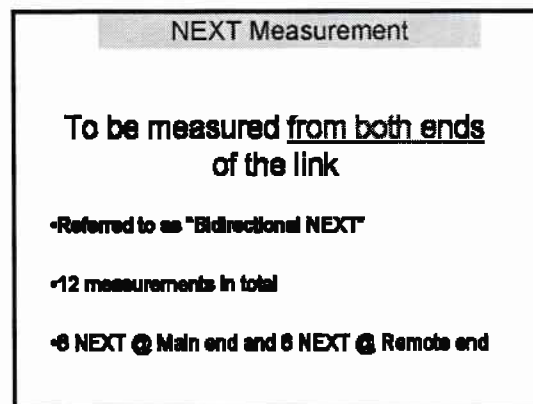 NEXT Measurement
To be measured from both ends
of the link
•Referred to as "Bidirectional NEXT"
•12 measurements in total
•6 NEXT @ Main end and 6 NEXT @ Remote end